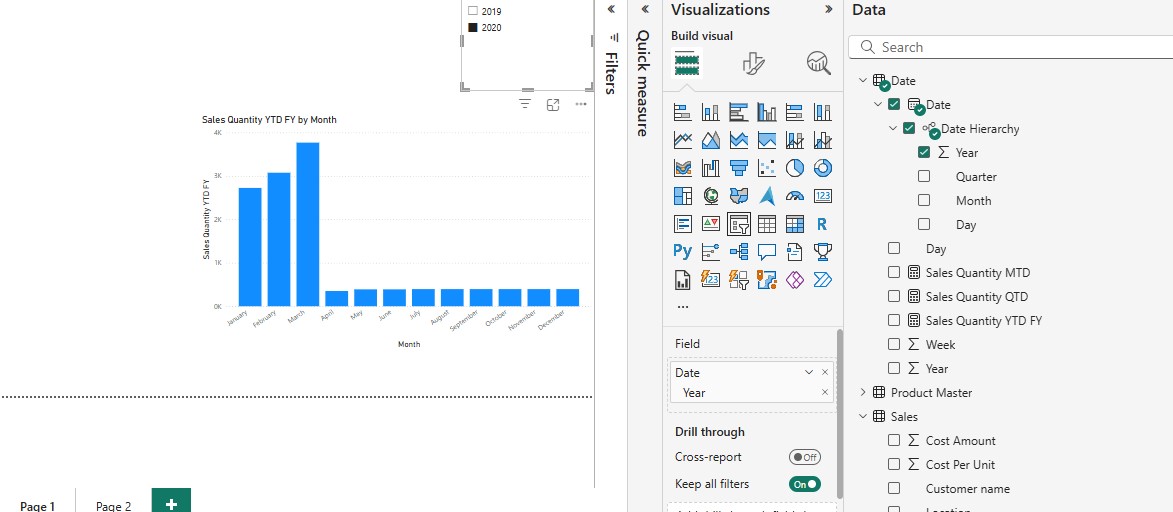 2019
2020
Sales Quantity YTD FY by Month
4K
3K
2K
1K
0K
Sales Quantity YTD FY
January
February
March
April
May
June
July
August
September
October
November
December
Month
Page 1
Page 2
+
Filters
Quick measure
Visualizations
Build visual
123
R
Py
123
...
Field
Date
Year
Drill through
Cross-report
Off
Keep all filters
On
Data
Search
Date
Date
Date Hierarchy
Year
Quarter
Month
Day
Day
Sales Quantity MTD
Sales Quantity QTD
Sales Quantity YTD FY
Week
Year
Product Master
Sales
Cost Amount
Cost Per Unit
Customer name
Location